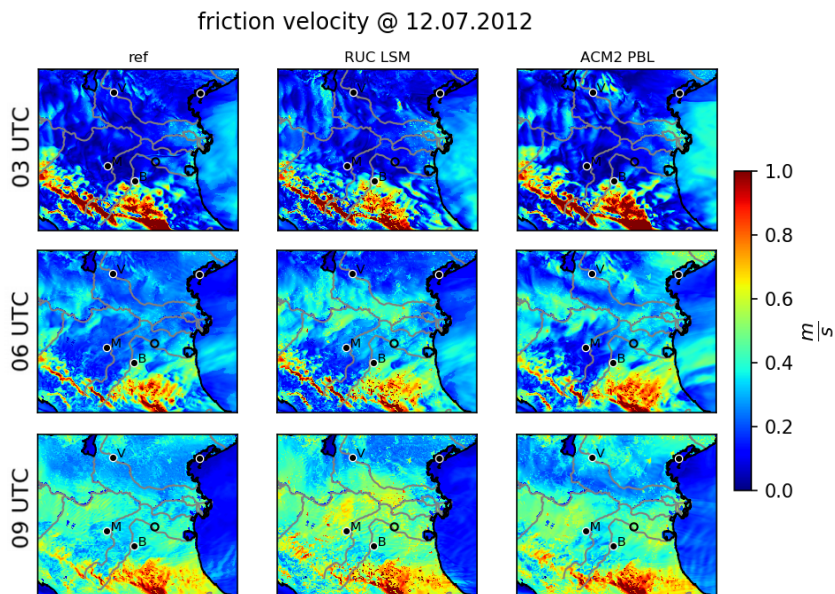 friction velocity @ 12.07.2012
ref RUC LSM ACM2 PBL
03 UTC
V
M
B
V
M
B
V
M
B
06 UTC
V
M
B
V
M
B
V
M
B
09 UTC
V
M
B
V
M
B
V
M
B
1.0
0.8
0.6
0.4
0.2
0.0
m
s